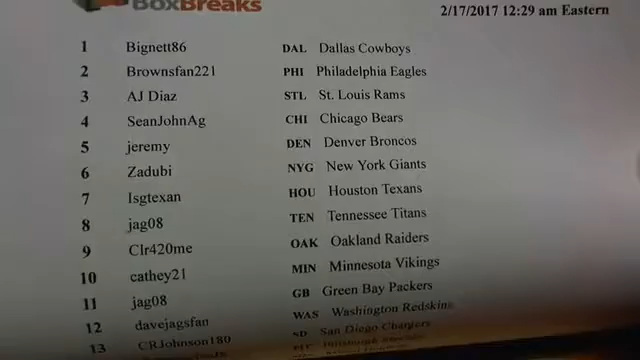 BoxBreaks
2/17/2017 12:29 am Eastern
1 Bignett86 DAL Dallas Cowboys
2 Brownsfan221 PHI Philadelphia Eagles
3 AJ Diaz STL St. Louis Rams
4 SeanJohnAg CHI Chicago Bears
5 jeremy DEN Denver Broncos
6 Zadubi NYG New York Giants
7 Isgtexan HOU Houston Texans
8 jag08 TEN Tennessee Titans
9 Clr420me OAK Oakland Raiders
10 cathey21 MIN Minnesota Vikings
11 jag08 GB Green Bay Packers
12 davejagsfan WAS Washington Redskins
13 CRJohnson180 SD San Diego Chargers